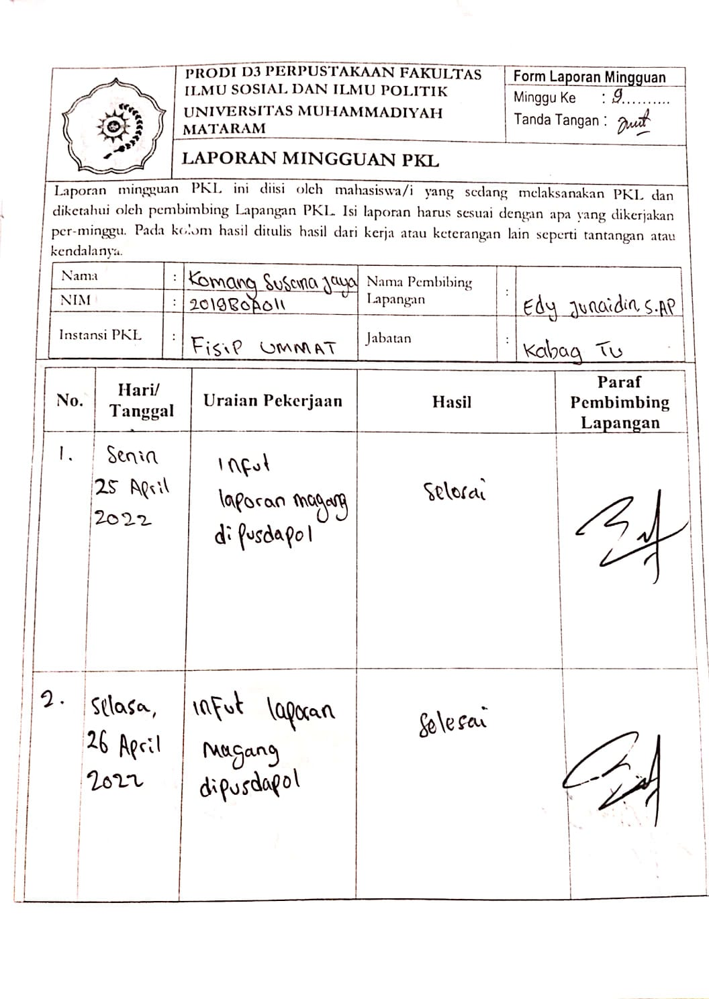 PRODI D3 PERPUSTAKAAN FAKULTAS
ILMU SOSIAL DAN ILMU POLITIK
UNIVERSITAS MUHAMMADIYAH
MATARAM
LAPORAN MINGGUAN PKL
Form Laporan Mingguan
Minggu Ke : 9..........
Tanda Tangan :
Laporan mingguan PKL ini diisi oleh mahasiswa/i yang sedang melaksanakan PKL dan
diketahui oleh pembimbing Lapangan PKL. Isi laporan harus sesuai dengan apa yang dikerjakan
per-minggu. Pada kolom hasil ditulis hasil dari kerja atau keterangan lain seperti tantangan atau
kendalanya.
Nama : Komang Susana Jaya
NIM : 2019B0A011
Instansi PKL : Fisip UMMAT
Nama Pembibing
Lapangan : Edy Junaidin, S.AP
Jabatan : Kabag TU
No.
Hari/
Tanggal
Uraian Pekerjaan
Hasil
Paraf
Pembimbing
Lapangan
1.
Senin
25 April
2022
infut
laporan magang
di pusdapol
Selosai
2.
Selasa,
26 April
2022
infut laporan
Magang
dipusdapol
Selesai